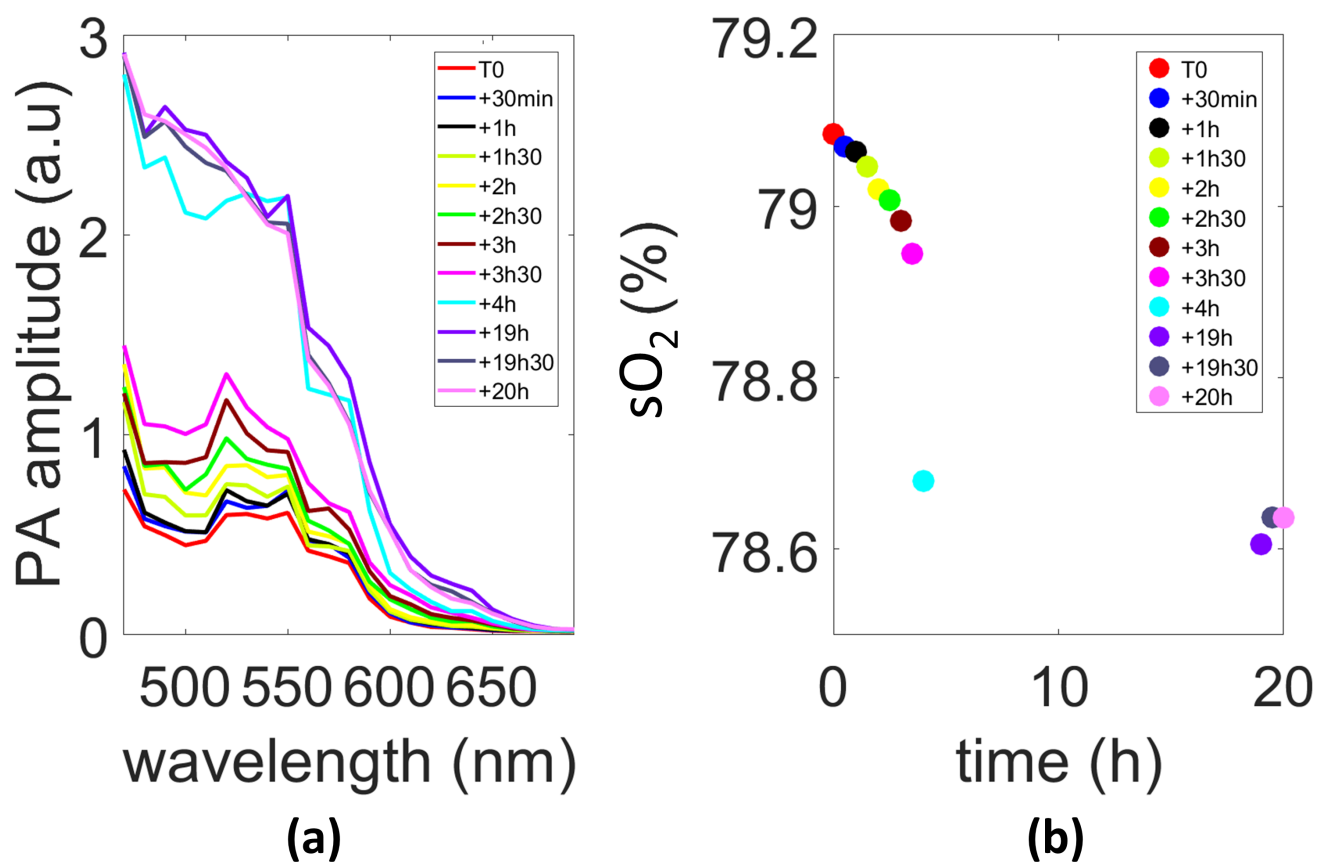 3
2
1
0
PA amplitude (a.u)
500 550 600 650
wavelength (nm)
T0
+30min
+1h
+1h30
+2h
+2h30
+3h
+3h30
+4h
+19h
+19h30
+20h
(a)
79.2
79
78.8
78.6
sO2 (%)
0 10 20
time (h)
T0
+30min
+1h
+1h30
+2h
+2h30
+3h
+3h30
+4h
+19h
+19h30
+20h
(b)